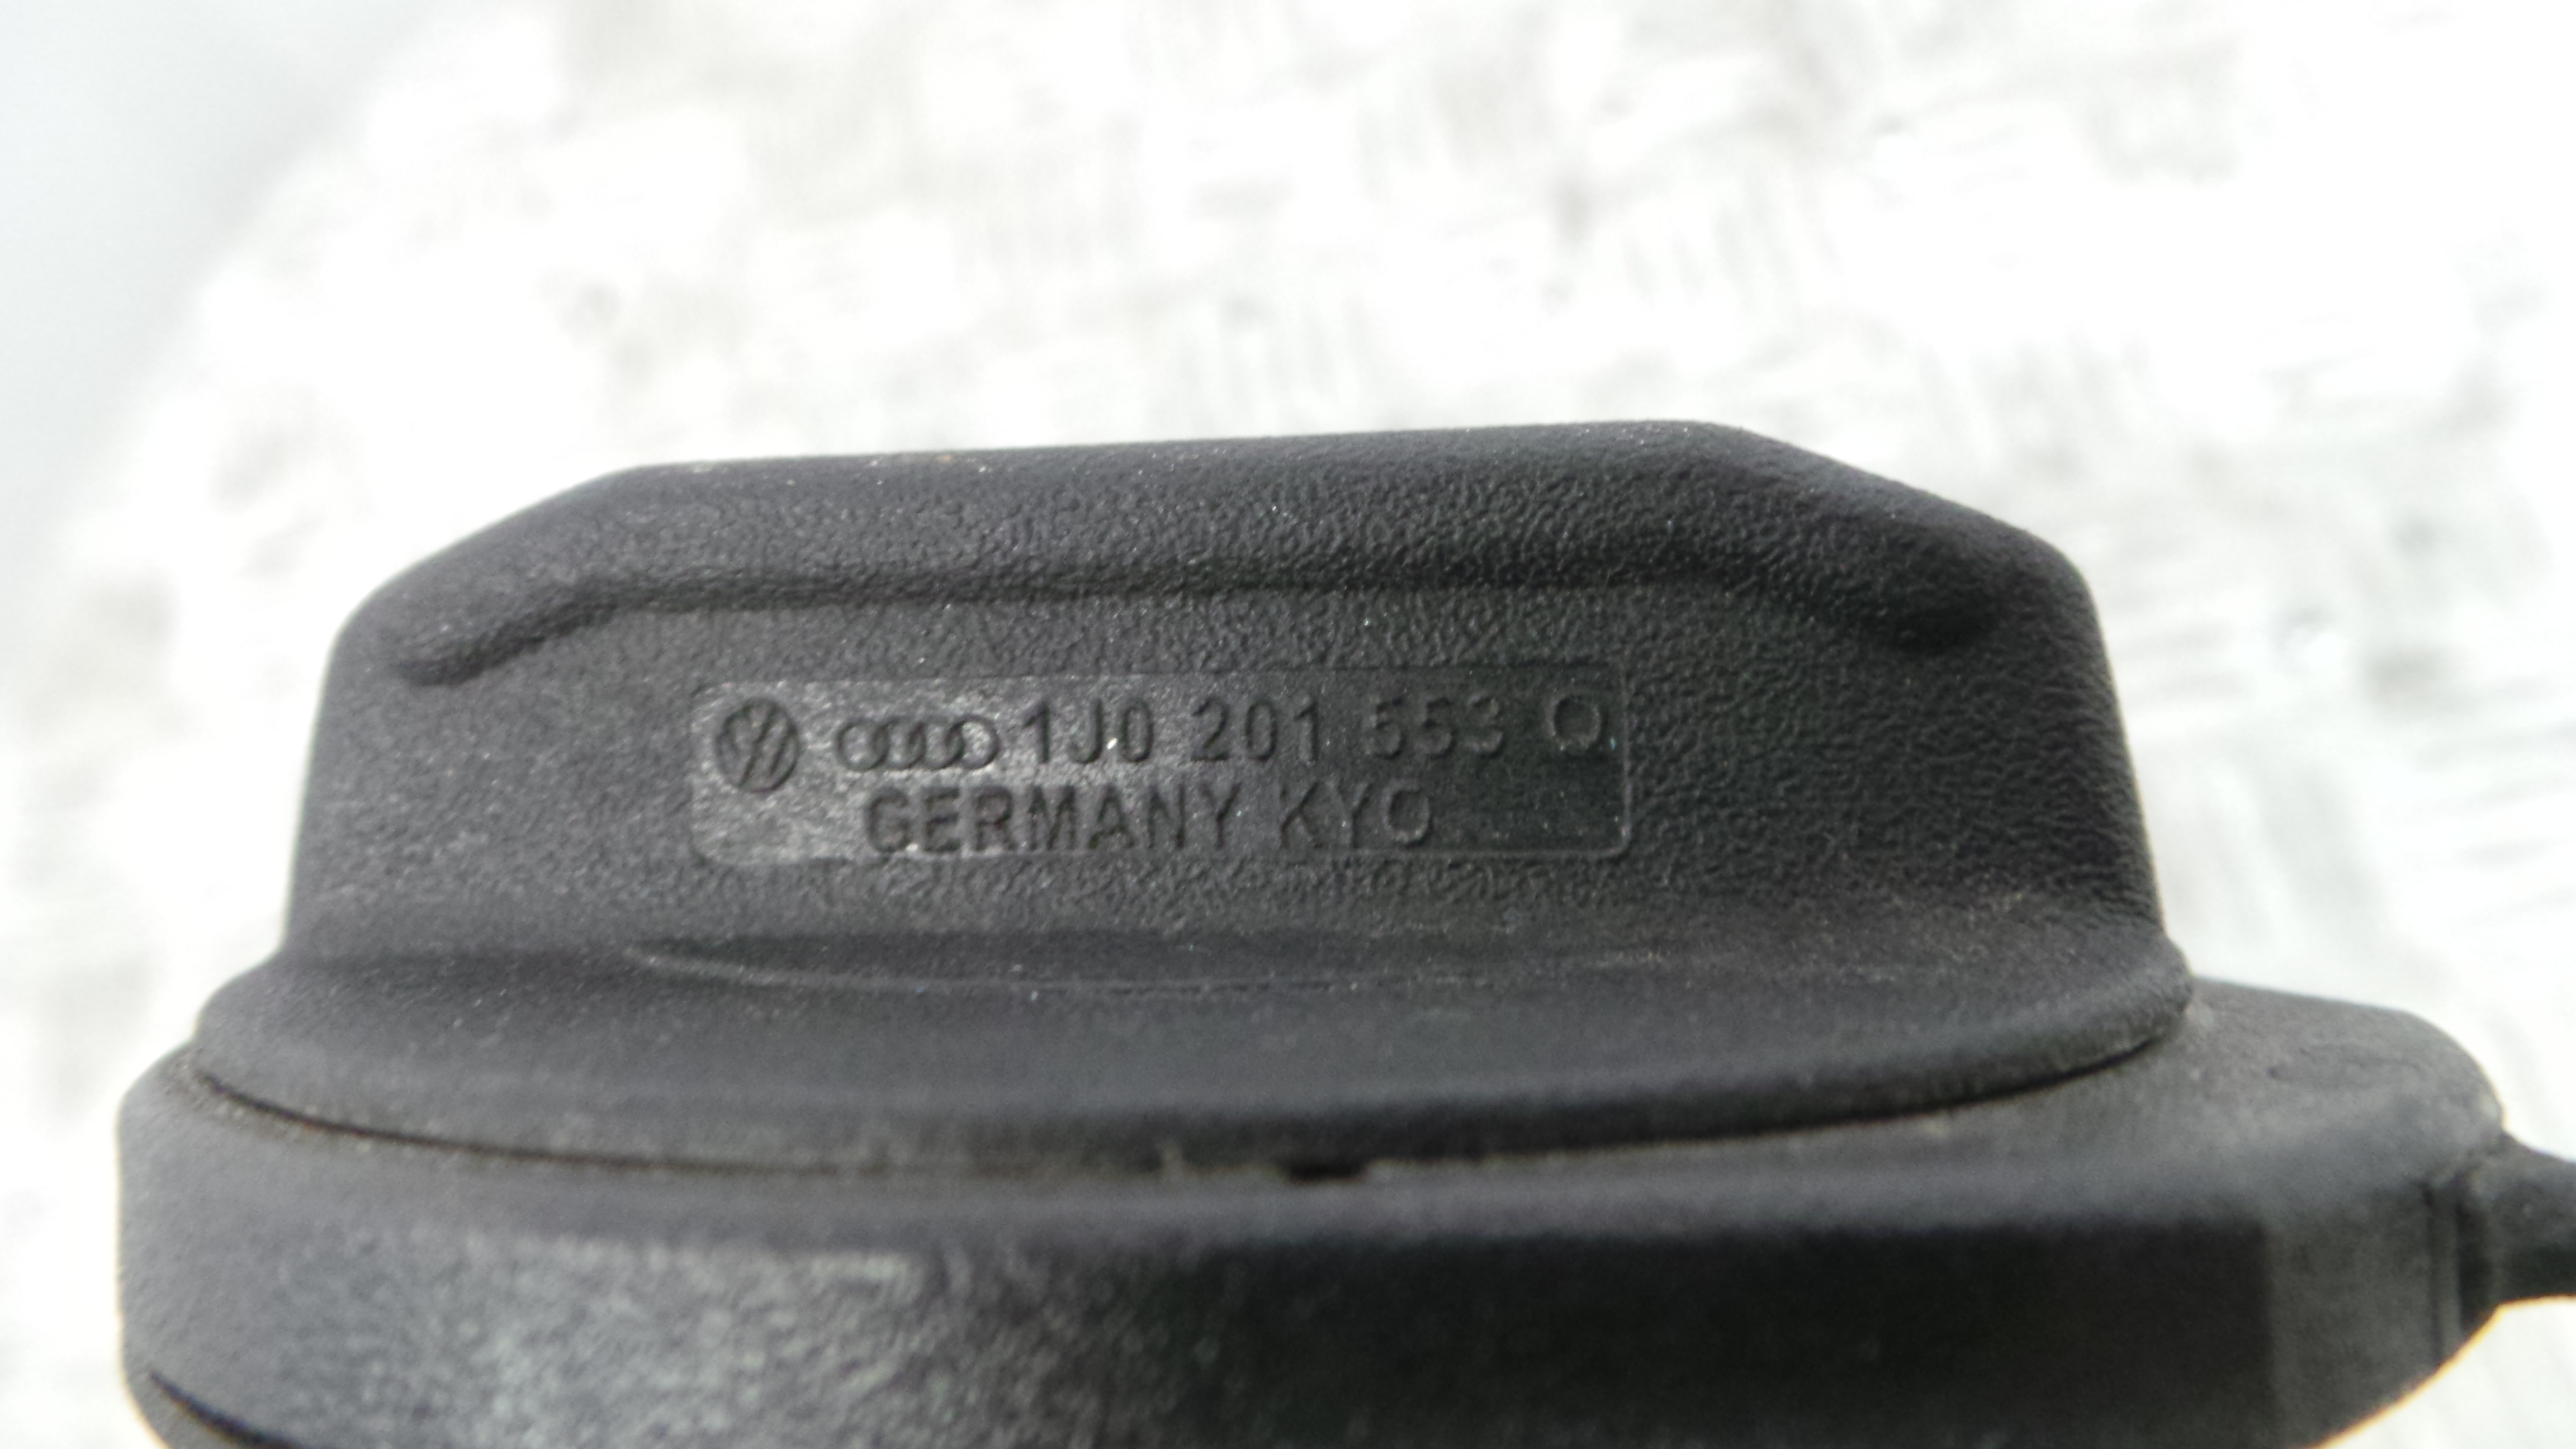 1J0 201 553 Q
GERMANY KYO